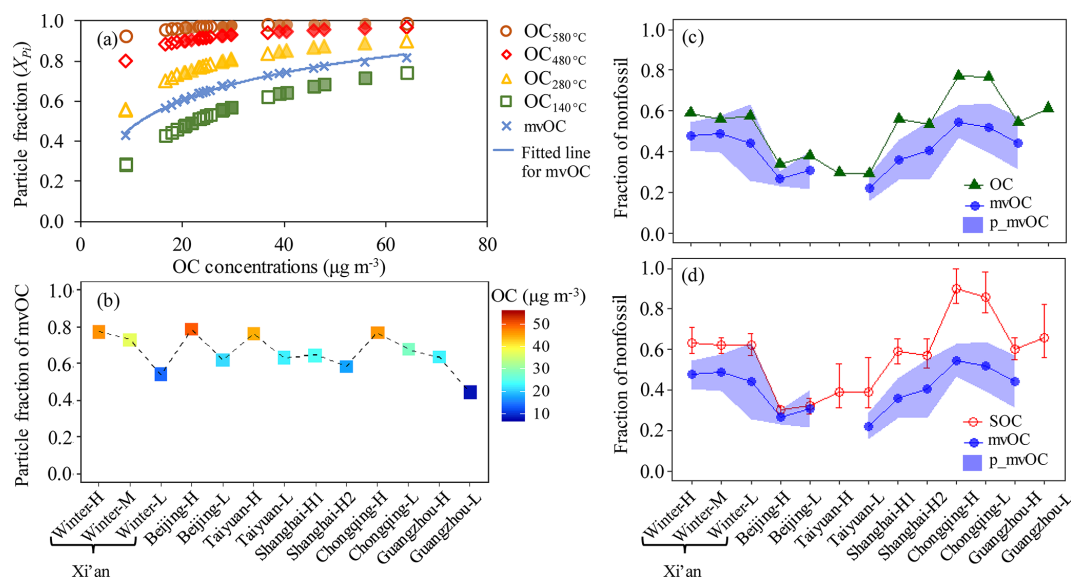 (a)
Particle fraction (X_Pi)
1.0
0.8
0.6
0.4
0.2
0.0
0
20
40
60
80
OC concentrations (µg m⁻³)
OC580 °C
OC480 °C
OC280 °C
OC140 °C
mvOC
Fitted line
for mvOC
(b)
Particle fraction of mvOC
1.0
0.8
0.6
0.4
0.2
0.0
OC (µg m⁻³)
50
40
30
20
10
Winter-H
Winter-M
Winter-L
Beijing-H
Beijing-L
Taiyuan-H
Taiyuan-L
Shanghai-H1
Shanghai-H2
Chongqing-H
Chongqing-L
Guangzhou-H
Guangzhou-L
Xi'an
(c)
Fraction of nonfossil
1.0
0.8
0.6
0.4
0.2
0.0
OC
mvOC
p_mvOC
(d)
Fraction of nonfossil
1.0
0.8
0.6
0.4
0.2
0.0
SOC
mvOC
p_mvOC
Winter-H
Winter-M
Winter-L
Beijing-H
Beijing-L
Taiyuan-H
Taiyuan-L
Shanghai-H1
Shanghai-H2
Chongqing-H
Chongqing-L
Guangzhou-H
Guangzhou-L
Xi'an